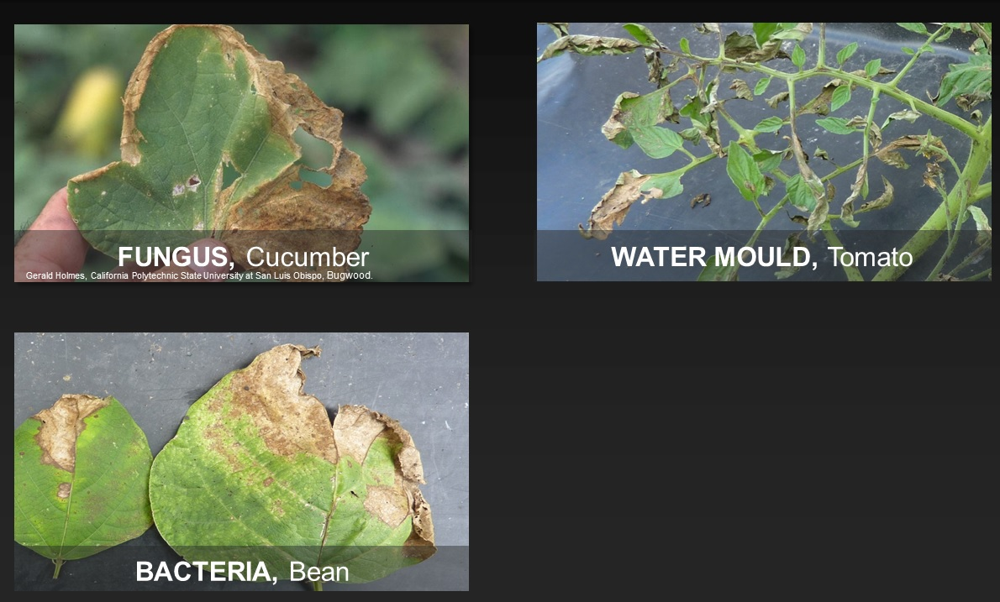 FUNGUS, Cucumber
Gerald Holmes, California Polytechnic State University at San Luis Obispo, Bugwood.
WATER MOULD, Tomato
BACTERIA, Bean